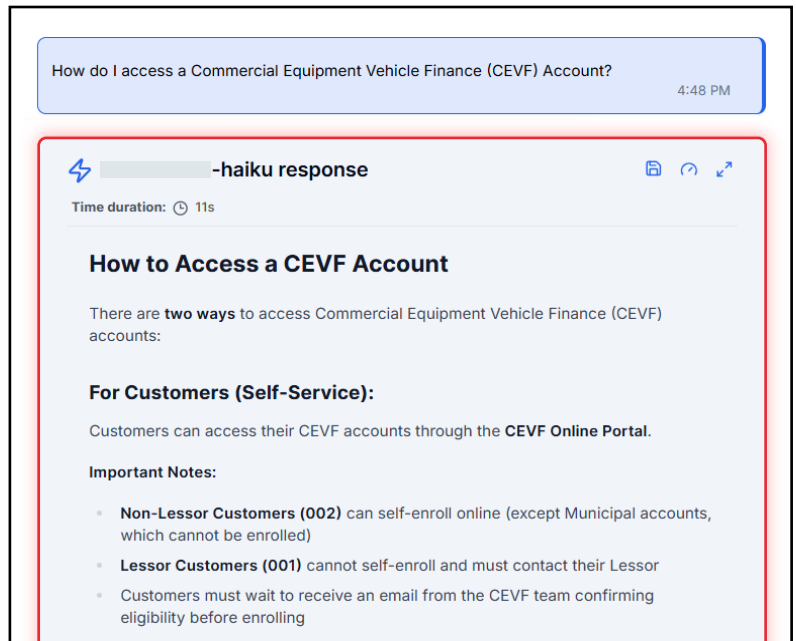 How do I access a Commercial Equipment Vehicle Finance (CEVF) Account?
4:48 PM
-haiku response
Time duration: 11s
How to Access a CEVF Account
There are two ways to access Commercial Equipment Vehicle Finance (CEVF)
accounts:
For Customers (Self-Service):
Customers can access their CEVF accounts through the CEVF Online Portal.
Important Notes:
Non-Lessor Customers (002) can self-enroll online (except Municipal accounts,
which cannot be enrolled)
Lessor Customers (001) cannot self-enroll and must contact their Lessor
Customers must wait to receive an email from the CEVF team confirming
eligibility before enrolling